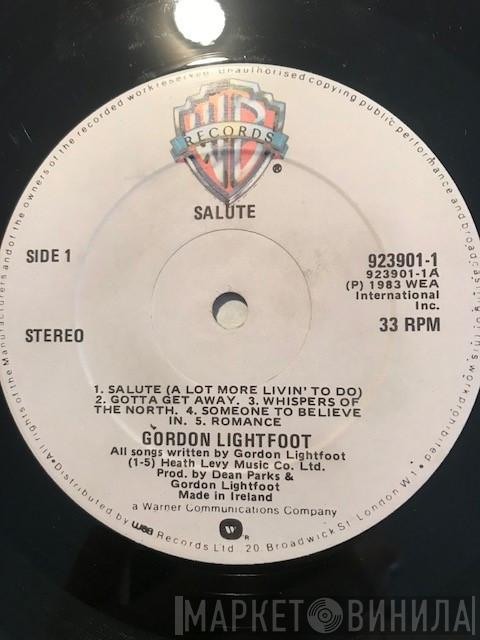 All rights of the Manufacturers and of the owners of the recorded work reserved. Unauthorised copying public performance and broadcasting of this work prohibited.
WB
RECORDS
®
SALUTE
SIDE 1
923901-1
923901-1A
(P) 1983 WEA
International
Inc.
STEREO
33 RPM
1. SALUTE (A LOT MORE LIVIN' TO DO)
2. GOTTA GET AWAY. 3. WHISPERS OF
THE NORTH. 4. SOMEONE TO BELIEVE
IN. 5. ROMANCE
GORDON LIGHTFOOT
All songs written by Gordon Lightfoot
(1-5) Heath Levy Music Co. Ltd.
Prod. by Dean Parks &
Gordon Lightfoot
Made in Ireland
a Warner Communications Company
W
R
Distributed by wea Records Ltd., 20. Broadwick St. London W1.
МАРКЕТ ВИНИЛА